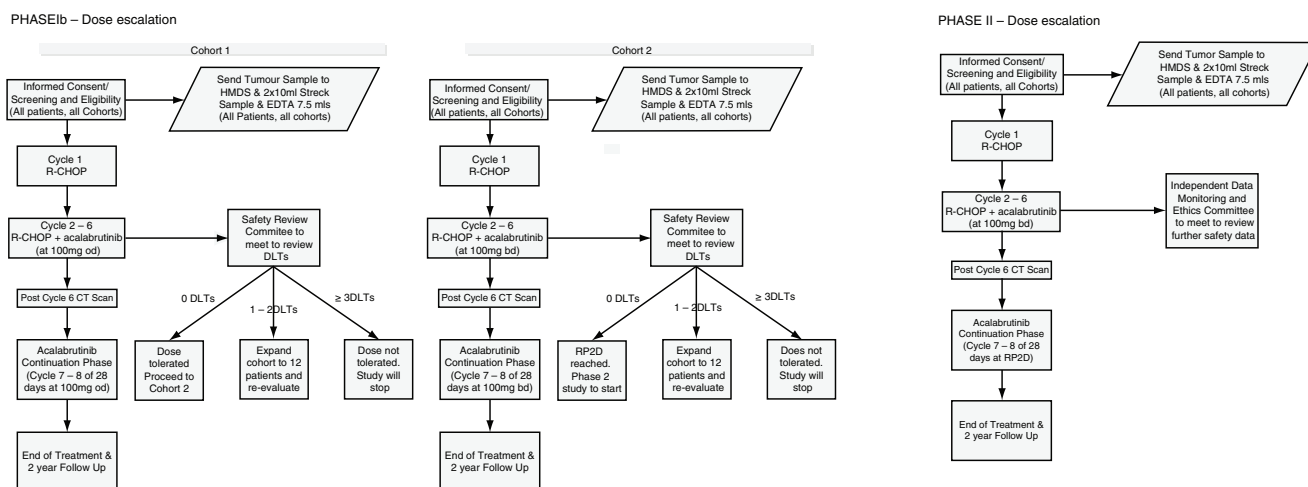 PHASEIb – Dose escalation
Cohort 1
Informed Consent/
Screening and Eligibility
(All patients, all Cohorts)
Send Tumour Sample to
HMDS & 2x10ml Streck
Sample & EDTA 7.5 mls
(All Patients, all cohorts)
Cycle 1
R-CHOP
Cycle 2 – 6
R-CHOP + acalabrutinib
(at 100mg od)
Safety Review
Commitee to
meet to review
DLTs
Post Cycle 6 CT Scan
0 DLTs
1 – 2DLTs
≥ 3DLTs
Acalabrutinib
Continuation Phase
(Cycle 7 – 8 of 28
days at 100mg od)
Dose
tolerated
Proceed to
Cohort 2
Expand
cohort to 12
patients and
re-evaluate
Dose not
tolerated.
Study will
stop
End of Treatment &
2 year Follow Up
Cohort 2
Informed Consent/
Screening and Eligibility
(All patients, all Cohorts)
Send Tumor Sample to
HMDS & 2x10ml Streck
Sample & EDTA 7.5 mls
(All patients, all cohorts)
Cycle 1
R-CHOP
Cycle 2 – 6
R-CHOP + acalabrutinib
(at 100mg bd)
Safety Review
Commitee to
meet to review
DLTs
Post Cycle 6 CT Scan
0 DLTs
1 – 2DLTs
≥ 3DLTs
Acalabrutinib
Continuation Phase
(Cycle 7 – 8 of 28
days at 100mg bd)
RP2D
reached.
Phase 2
study to start
Expand
cohort to 12
patients and
re-evaluate
Does not
tolerated.
Study will
stop
End of Treatment &
2 year Follow Up
PHASE II – Dose escalation
Informed Consent/
Screening and Eligibility
(All patients, all Cohorts)
Send Tumor Sample to
HMDS & 2x10ml Streck
Sample & EDTA 7.5 mls
(All patients, all cohorts)
Cycle 1
R-CHOP
Cycle 2 – 6
R-CHOP + acalabrutinib
(at 100mg bd)
Independent Data
Monitoring and
Ethics Committee
to meet to review
further safety data
Post Cycle 6 CT Scan
Acalabrutinib
Continuation Phase
(Cycle 7 – 8 of 28
days at RP2D)
End of Treatment &
2 year Follow Up